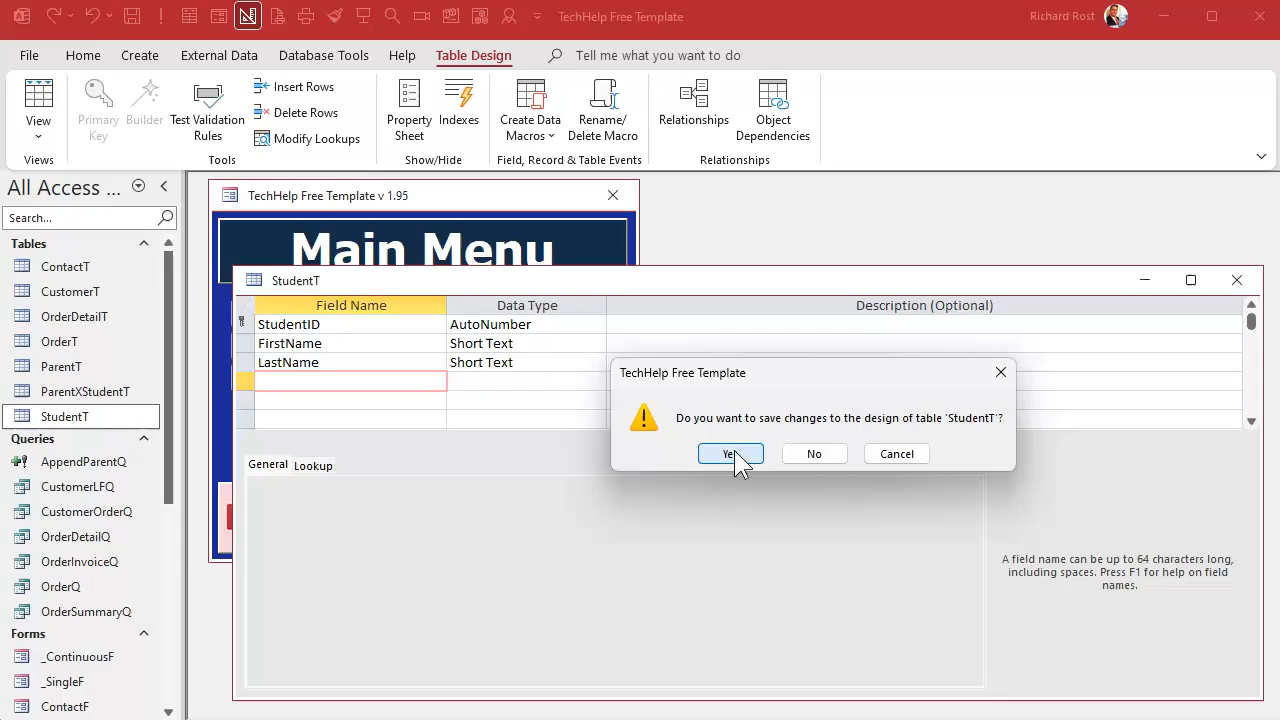 TechHelp Free Template
Richard Rost
File
Home
Create
External Data
Database Tools
Help
Table Design
Tell me what you want to do
View
Primary
Key
Builder
Test Validation
Rules
Insert Rows
Delete Rows
Modify Lookups
Property
Sheet
Indexes
Create Data
Macros
Rename/
Delete Macro
Relationships
Object
Dependencies
Views
Tools
Show/Hide
Field, Record & Table Events
Relationships
All Access ...
Search...
Tables
ContactT
CustomerT
OrderDetailT
OrderT
ParentT
ParentXStudentT
StudentT
Queries
AppendParentQ
CustomerLFQ
CustomerOrderQ
OrderDetailQ
OrderInvoiceQ
OrderQ
OrderSummaryQ
Forms
_ContinuousF
_SingleF
ContactF
TechHelp Free Template v 1.95
Main Menu
StudentT
Field Name Data Type Description (Optional)
StudentID AutoNumber
FirstName Short Text
LastName Short Text
General Lookup
A field name can be up to 64 characters long,
including spaces. Press F1 for help on field
names.
TechHelp Free Template
Do you want to save changes to the design of table 'StudentT'?
Yes No Cancel